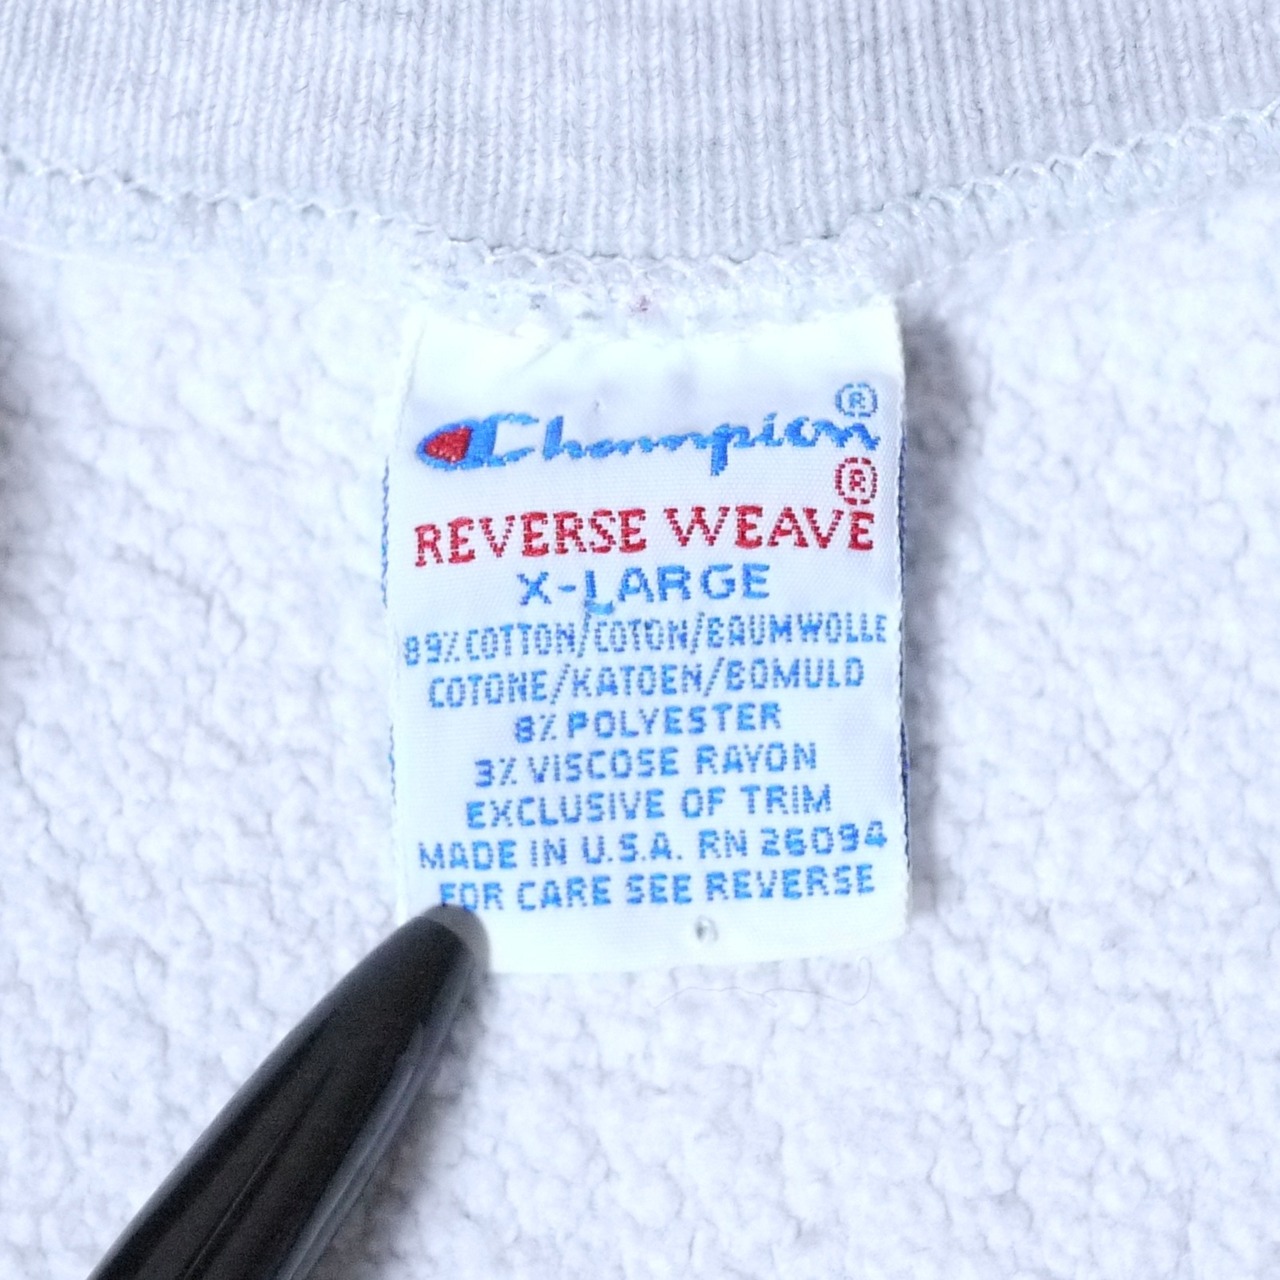 Champion®
REVERSE WEAVE®
X-LARGE
89% COTTON/COTON/BAUMWOLLE
COTONE/KATOEN/BOMULD
8% POLYESTER
3% VISCOSE RAYON
EXCLUSIVE OF TRIM
MADE IN U.S.A. RN 26094
FOR CARE SEE REVERSE